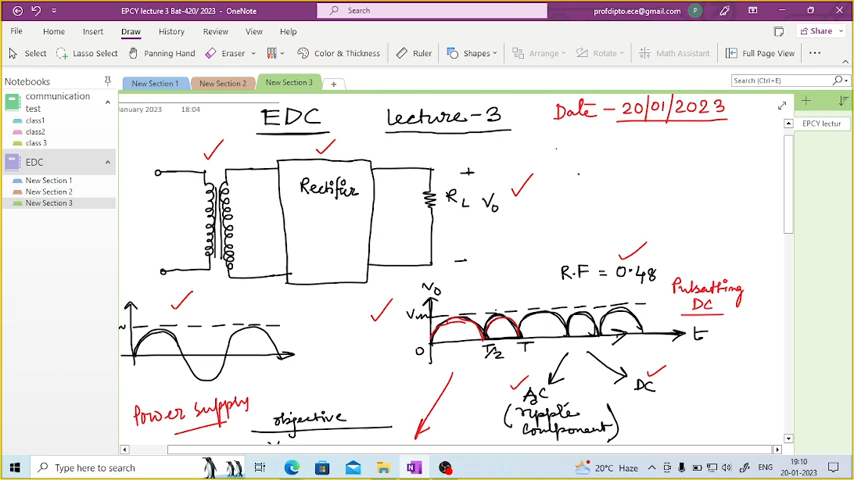 EPCY lecture 3 Bat-420/ 2023 - OneNote
Search
profdipto.ece@gmail.com
P
File
Home
Insert
Draw
History
Review
View
Help
Share
Select
Lasso Select
Panning Hand
Eraser
Color & Thickness
Ruler
Shapes
Arrange
Rotate
Math Assistant
Full Page View
Notebooks
communication test
class1
class2
class 3
EDC
New Section 1
New Section 2
New Section 3
New Section 1
New Section 2
New Section 3
Search (Ctrl+E)
EPCY lectur
January 2023
18:04
EDC
Lecture-3
Date - 20/01/2023
Rectifier
+
RL
Vo
-
R.F = 0.48
Pulsatting
DC
Vo
Vm
0
T/2
T
t
AC
(ripple
component)
DC
Power supply
objective
Type here to search
20°C Haze
ENG
19:10
20-01-2023